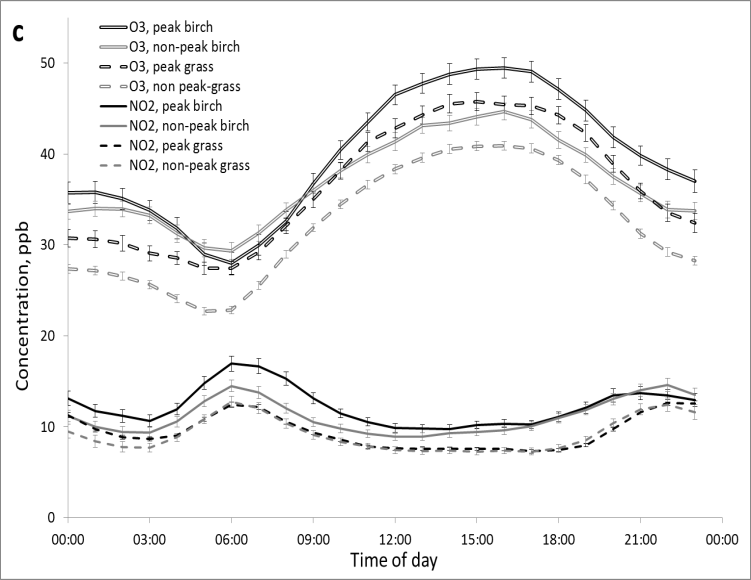 c
O3, peak birch
O3, non-peak birch
O3, peak grass
O3, non peak-grass
NO2, peak birch
NO2, non-peak birch
NO2, peak grass
NO2, non-peak grass
Concentration, ppb
50
40
30
20
10
0
00:00 03:00 06:00 09:00 12:00 15:00 18:00 21:00 00:00
Time of day